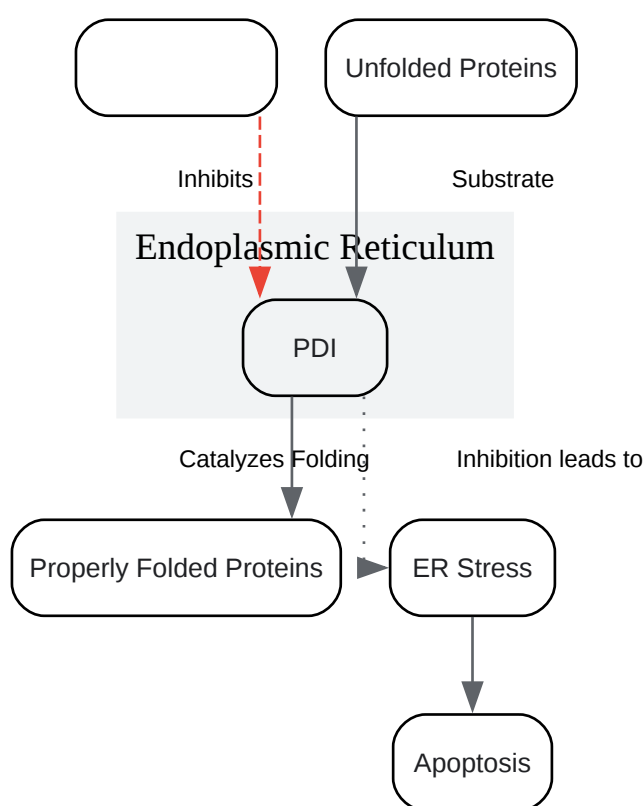 Unfolded Proteins
Inhibits
Substrate
Endoplasmic Reticulum
PDI
Catalyzes Folding
Inhibition leads to
Properly Folded Proteins
ER Stress
Apoptosis